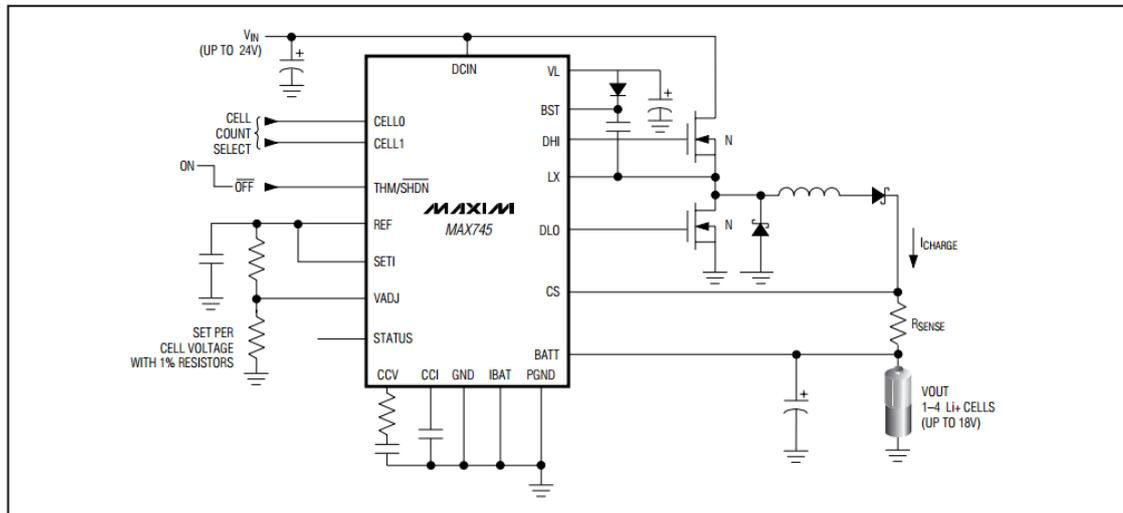 VIN
(UP TO 24V)
DCIN
VL
BST
DHI
N
LX
DLO
N
CELL
COUNT
SELECT
CELL0
CELL1
ON
OFF
THM/SHDN
MAXIM
MAX745
REF
SETI
VADJ
SET PER
CELL VOLTAGE
WITH 1% RESISTORS
STATUS
ICHARGE
CS
RSENSE
BATT
CCV CCI GND IBAT PGND
VOUT
1–4 Li+ CELLS
(UP TO 18V)